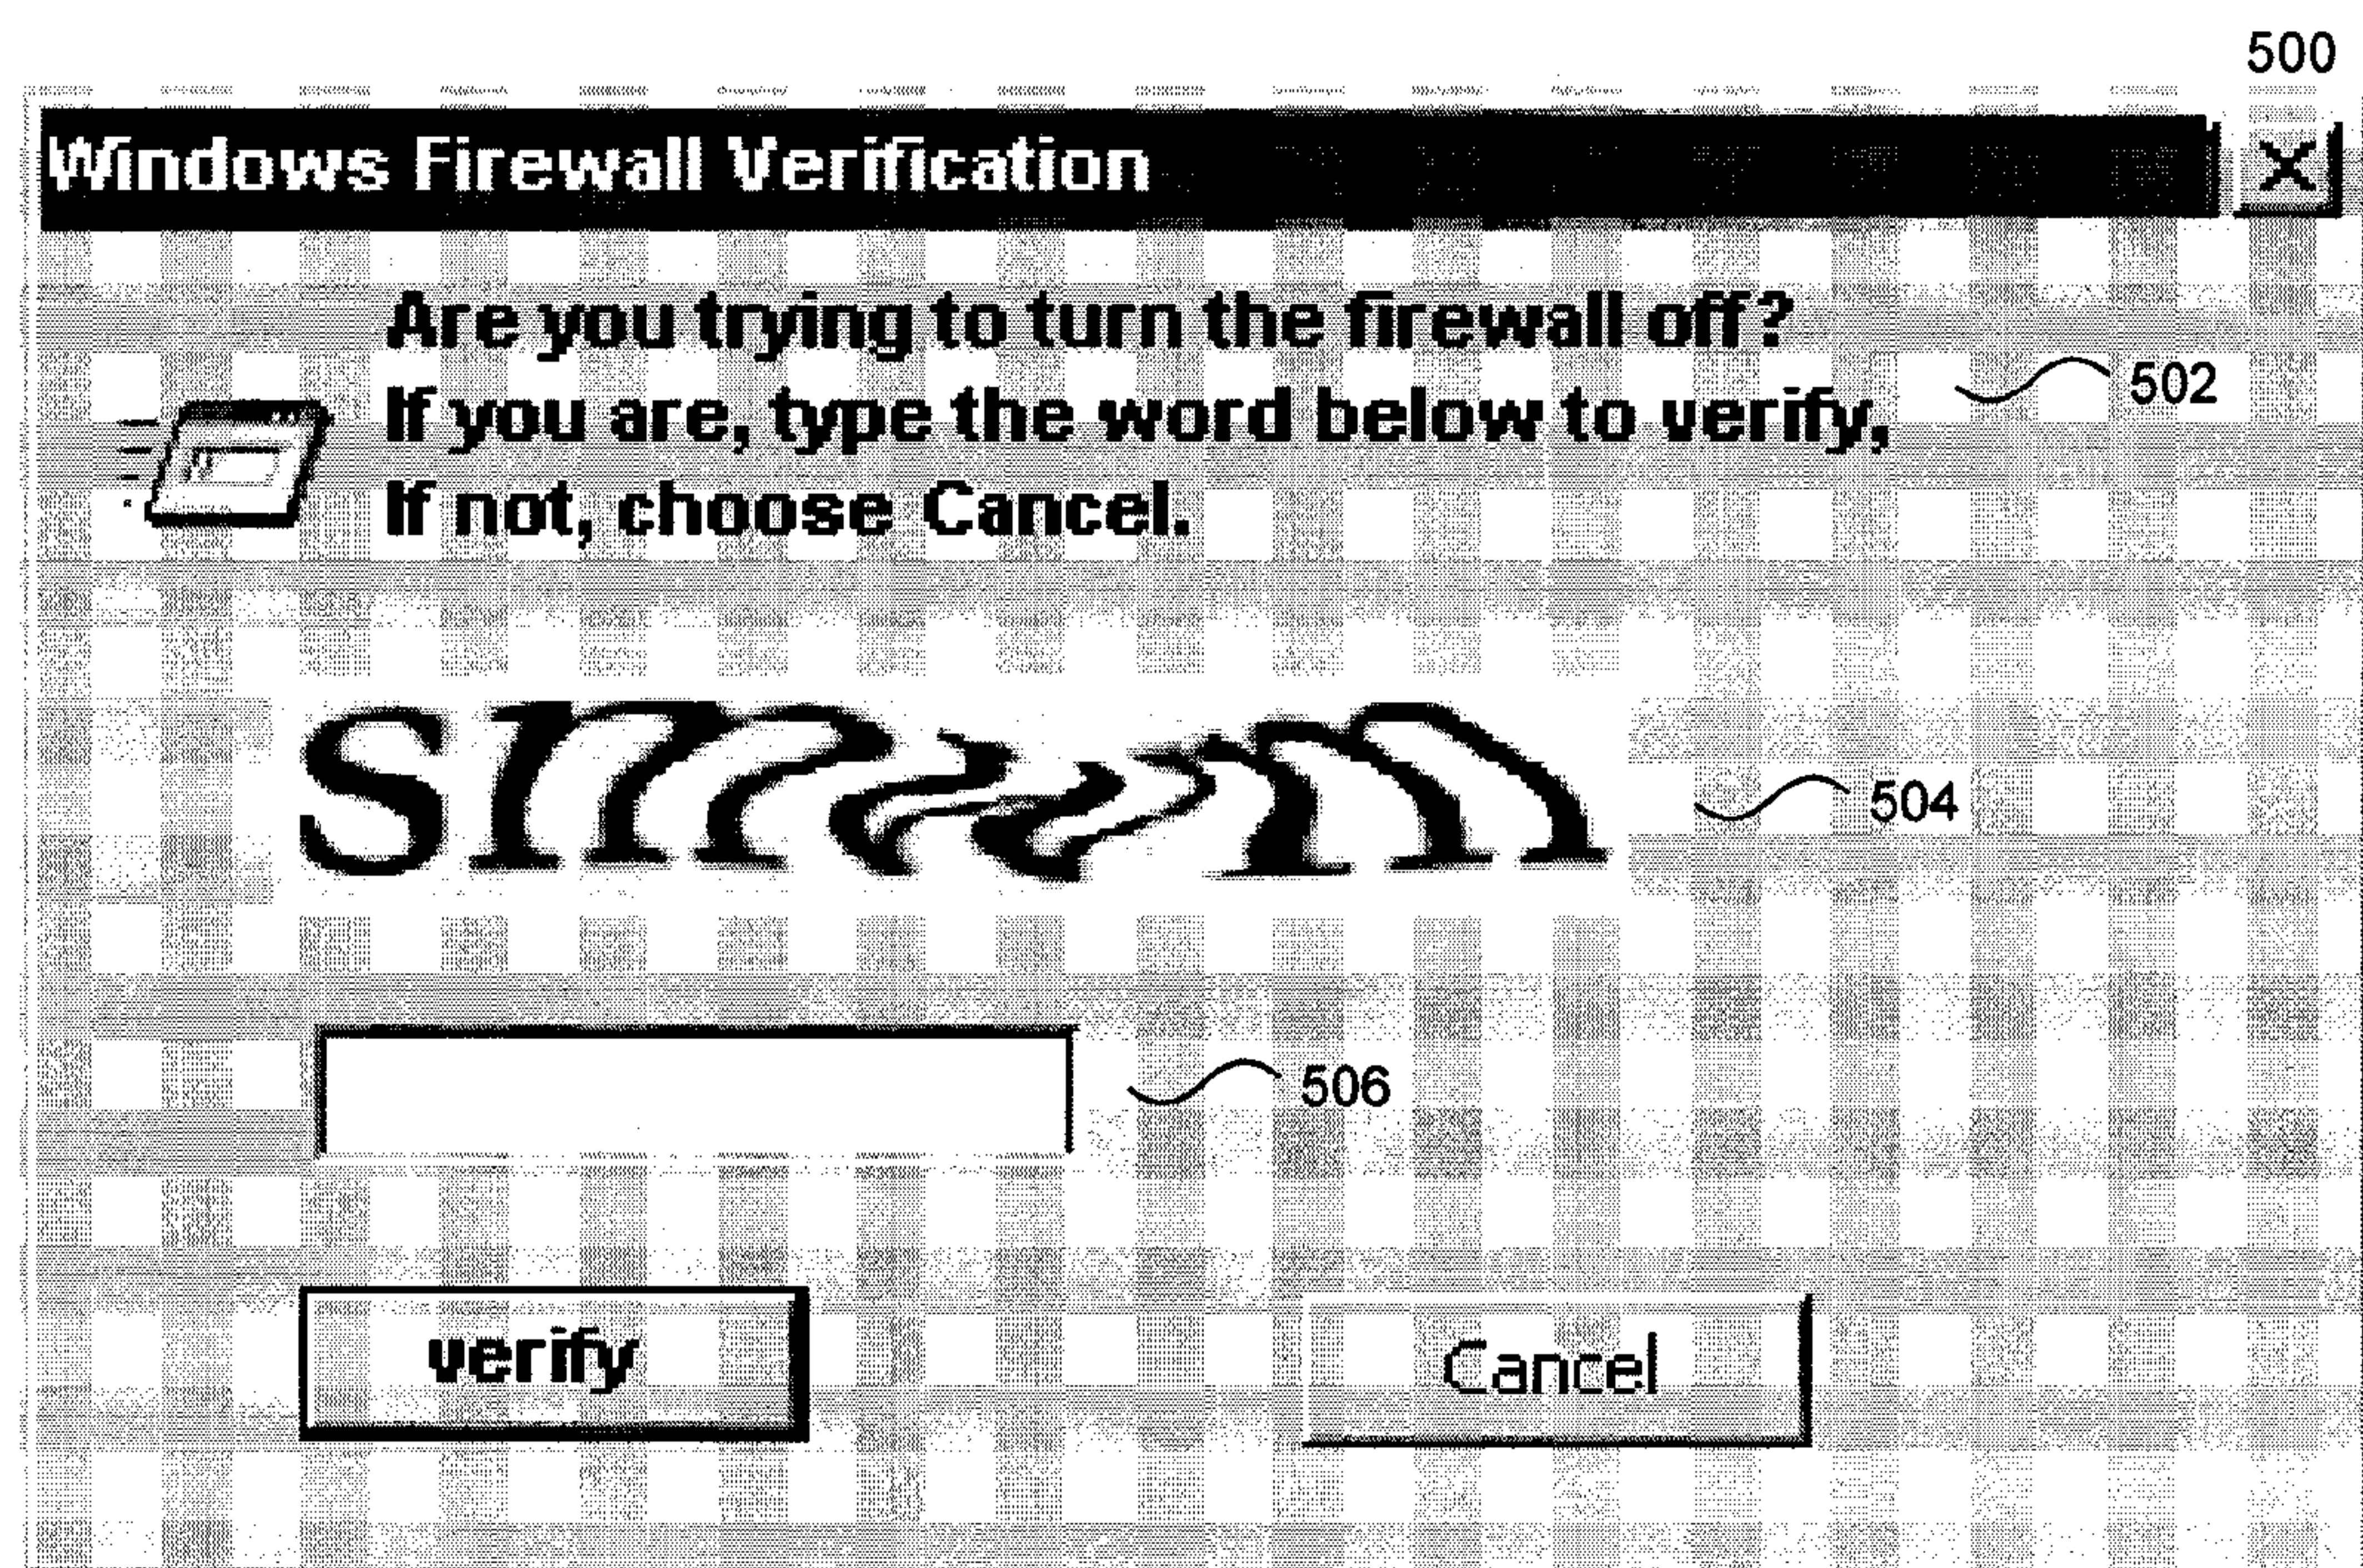 500
Windows Firewall Verification X
Are you trying to turn the firewall off?
If you are, type the word below to verify, 502
If not, choose Cancel.
smwm 504
506
verify Cancel